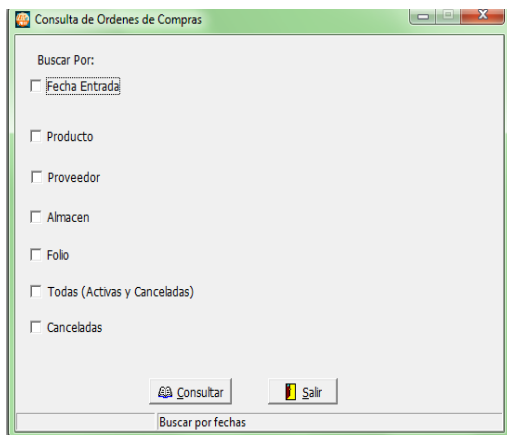 Consulta de Ordenes de Compras
Buscar Por:
Fecha Entrada
Producto
Proveedor
Almacen
Folio
Todas (Activas y Canceladas)
Canceladas
Consultar
Salir
Buscar por fechas